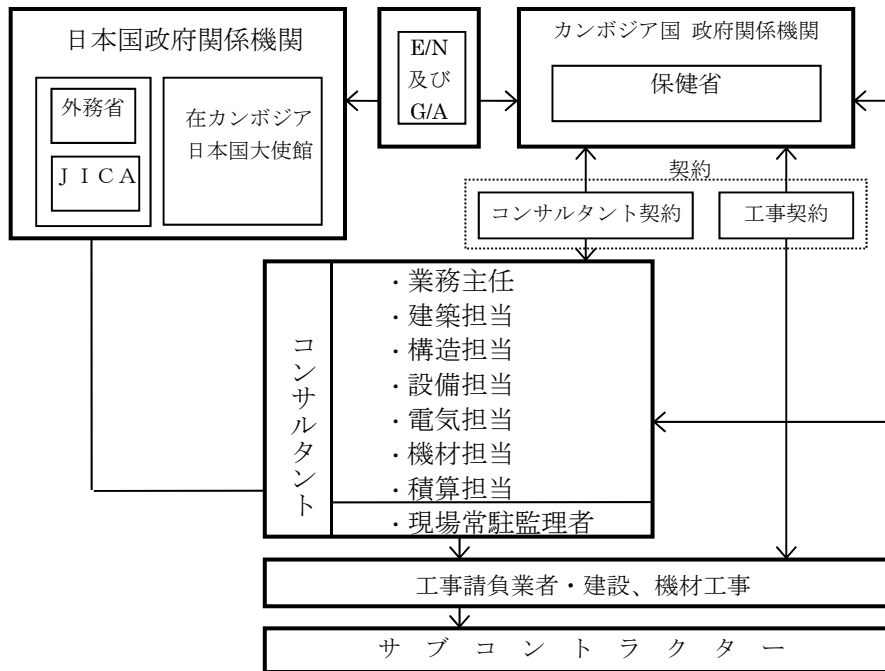 日本国政府関係機関
外務省
ＪＩＣＡ
在カンボジア
日本国大使館
E/N
及び
G/A
カンボジア国 政府関係機関
保健省
契約
コンサルタント契約
工事契約
コンサルタント
・業務主任
・建築担当
・構造担当
・設備担当
・電気担当
・機材担当
・積算担当
・現場常駐監理者
工事請負業者・建設、機材工事
サブコントラクター